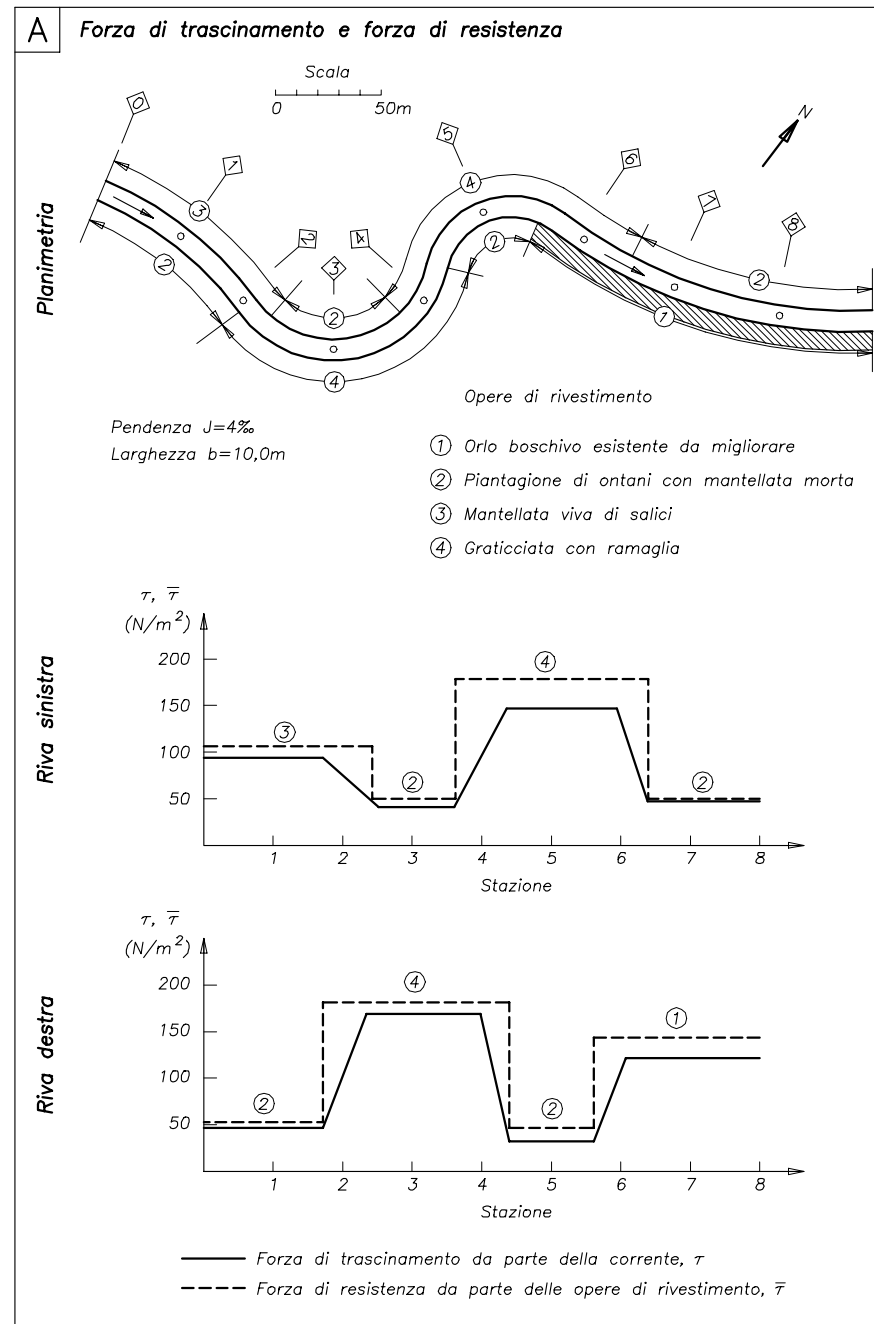 A Forza di trascinamento e forza di resistenza
Scala
0 50m
N
0
1
2
3
4
5
6
7
8
3
2
2
4
4
2
2
1
Planimetria
Pendenza J=4‰
Larghezza b=10,0m
Opere di rivestimento
1 Orlo boschivo esistente da migliorare
2 Piantagione di ontani con mantellata morta
3 Mantellata viva di salici
4 Graticciata con ramaglia
Riva sinistra
τ, τ̅
(N/m²)
200
150
100
50
3
2
4
2
1 2 3 4 5 6 7 8
Stazione
Riva destra
τ, τ̅
(N/m²)
200
150
100
50
2
4
2
1
1 2 3 4 5 6 7 8
Stazione
Forza di trascinamento da parte della corrente, τ
Forza di resistenza da parte delle opere di rivestimento, τ̅